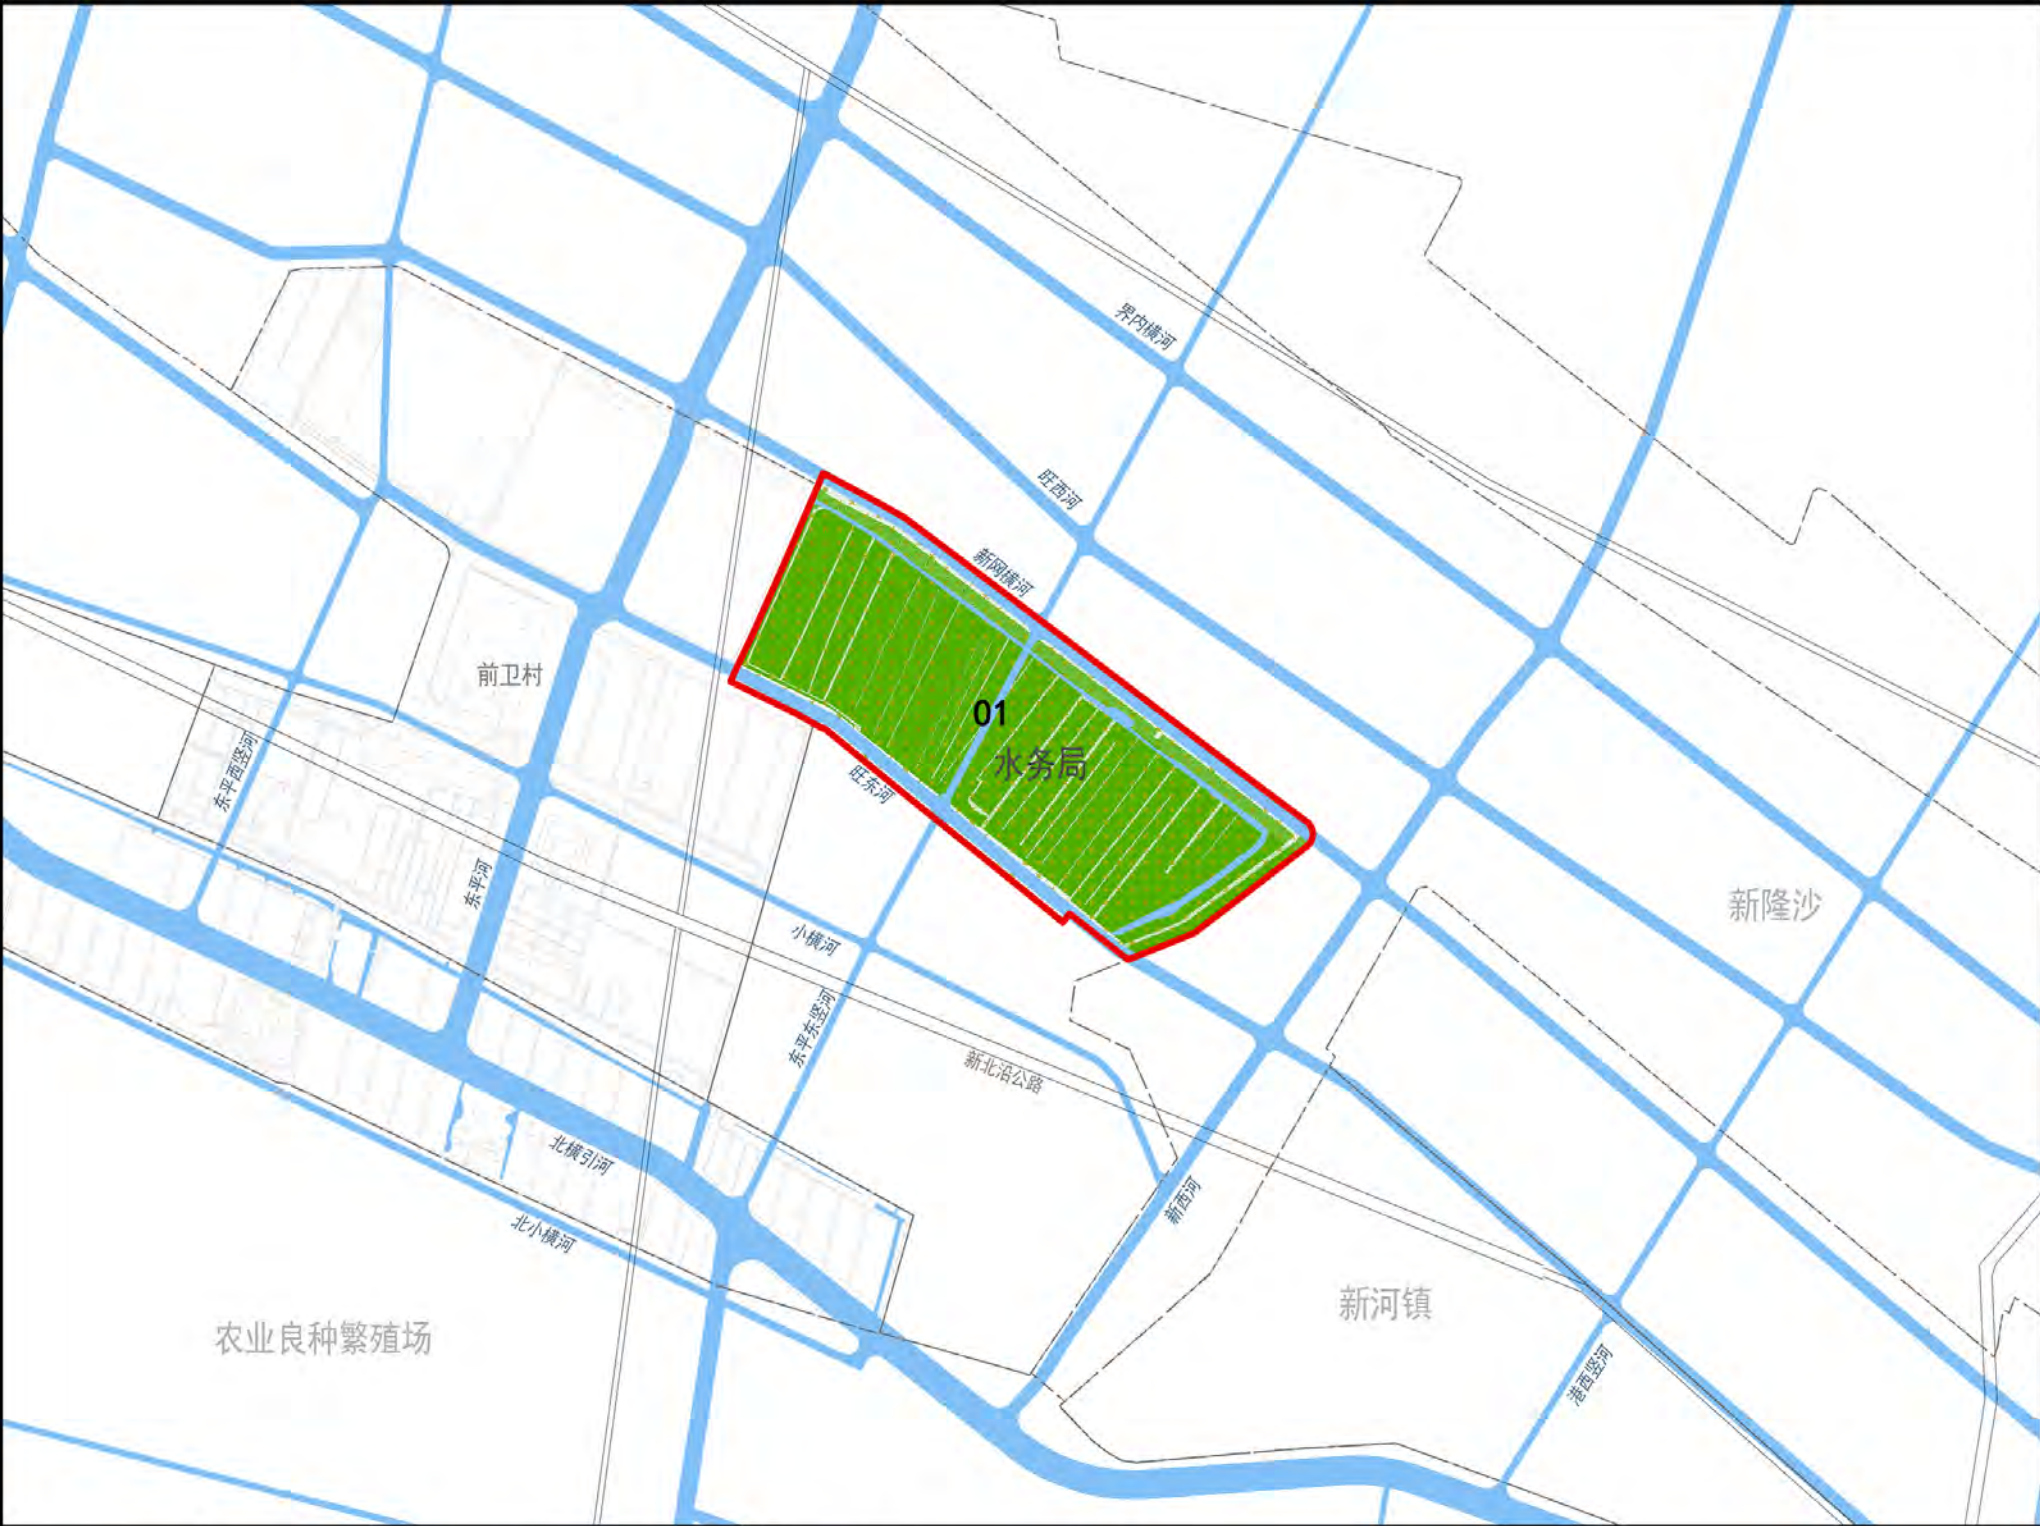 界内横河
旺西河
新网横河
前卫村
01
水务局
东平西竖河
旺东河
东平河
新隆沙
小横河
东平东竖河
新北沿公路
北横引河
新西河
北小横河
新河镇
农业良种繁殖场
港西竖河